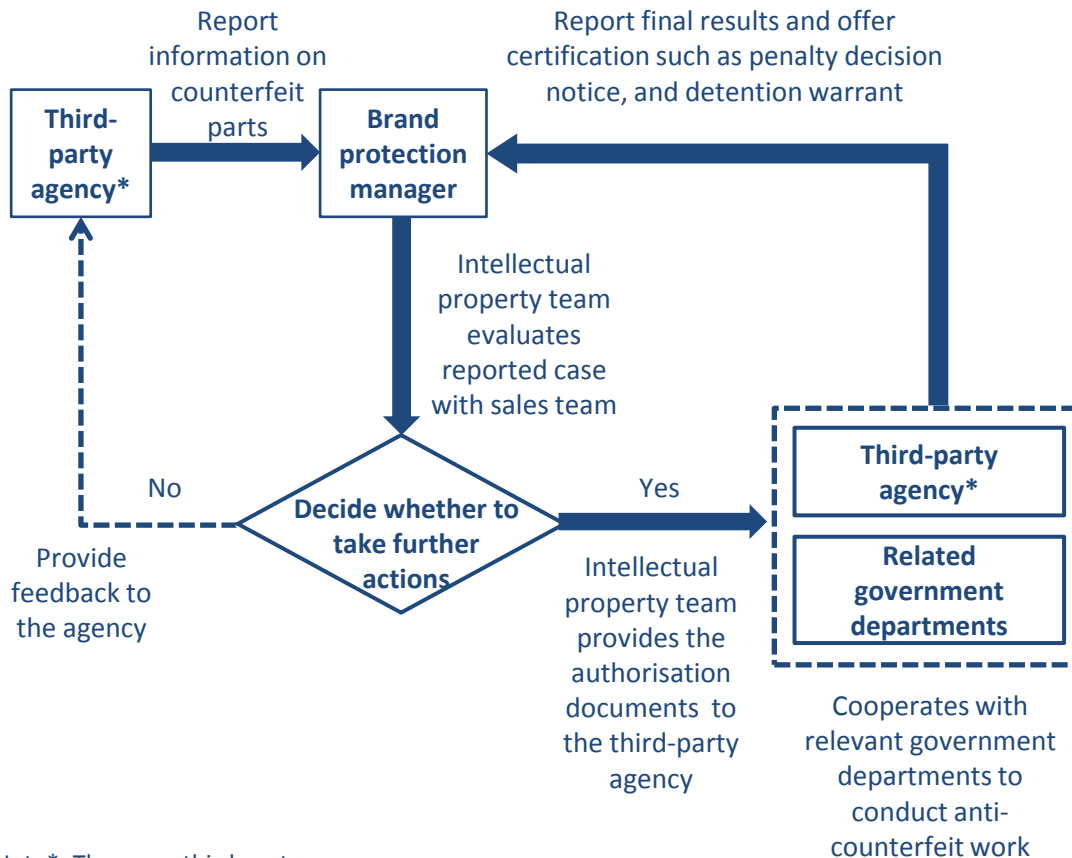 Report
information on
counterfeit
parts
Report final results and offer
certification such as penalty decision
notice, and detention warrant
Third-
party
agency*
Brand
protection
manager
Intellectual
property team
evaluates
reported case
with sales team
No
Decide whether to
take further
actions
Yes
Third-party
agency*
Related
government
departments
Provide
feedback to
the agency
Intellectual
property team
provides the
authorisation
documents to
the third-party
agency
Cooperates with
relevant government
departments to
conduct anti-
counterfeit work